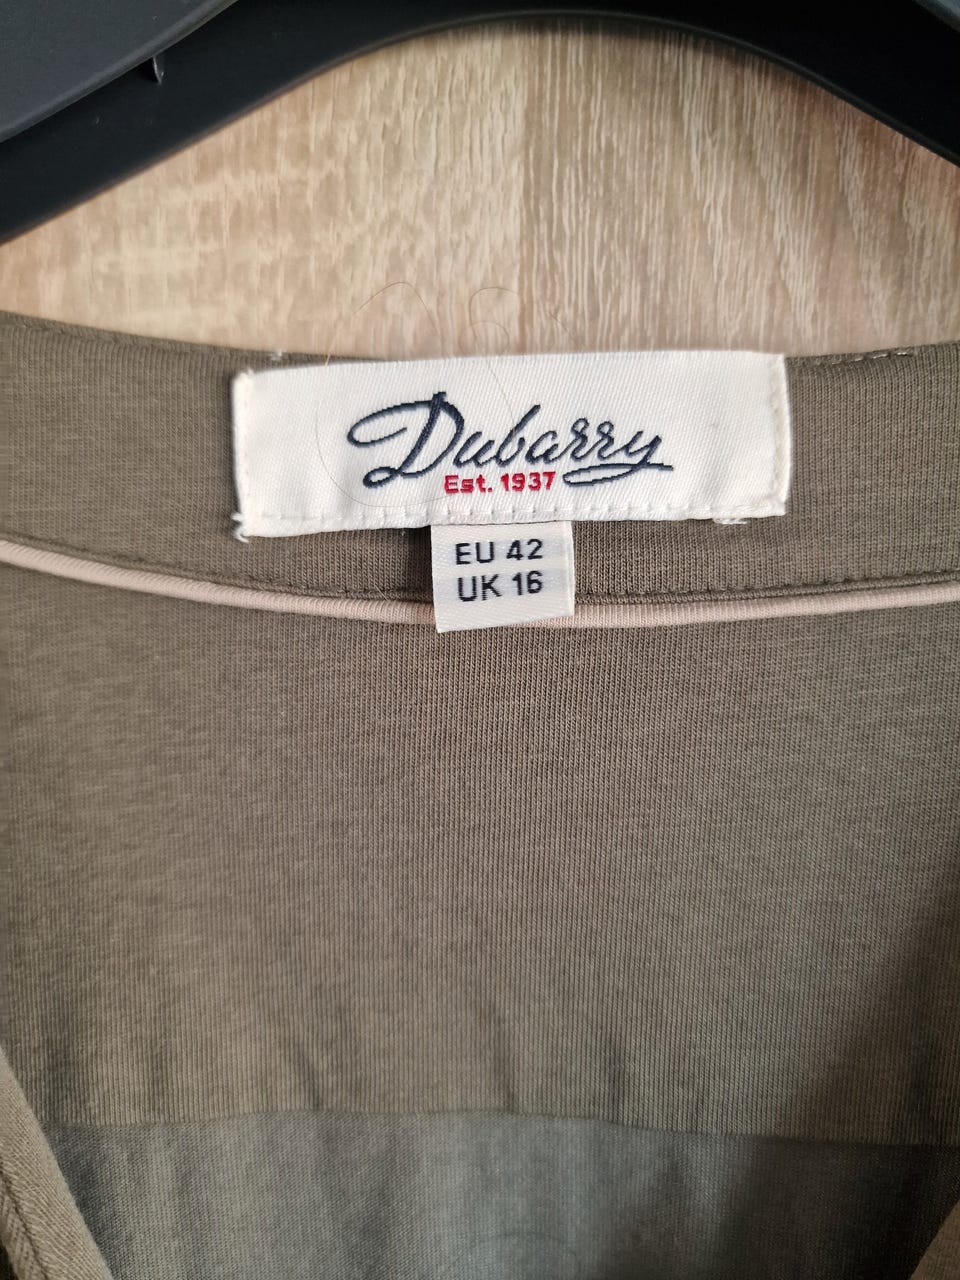 Dubarry
Est. 1937
EU 42
UK 16